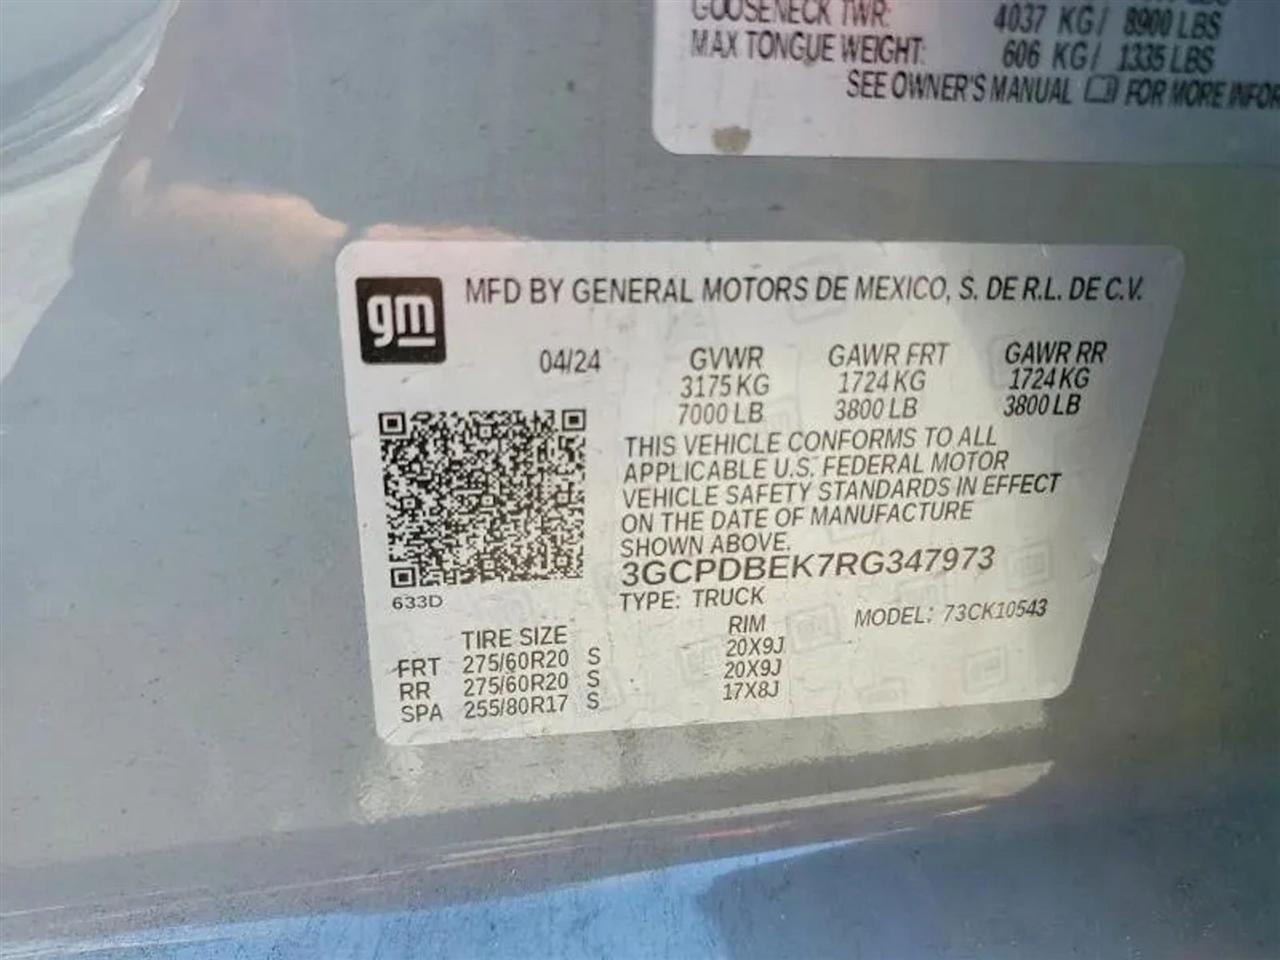 GOOSENECK TWR: 4037 KG/ 8900 LBS
MAX TONGUE WEIGHT: 606 KG/ 1335 LBS
SEE OWNER'S MANUAL FOR MORE INFOR
gm
MFD BY GENERAL MOTORS DE MEXICO, S. DE R.L. DE C.V.
04/24 GVWR GAWR FRT GAWR RR
3175 KG 1724 KG 1724 KG
7000 LB 3800 LB 3800 LB
THIS VEHICLE CONFORMS TO ALL
APPLICABLE U.S. FEDERAL MOTOR
VEHICLE SAFETY STANDARDS IN EFFECT
ON THE DATE OF MANUFACTURE
SHOWN ABOVE.
3GCPDBEK7RG347973
633D
TYPE: TRUCK MODEL: 73CK10543
TIRE SIZE RIM
FRT 275/60R20 S 20X9J
RR 275/60R20 S 20X9J
SPA 255/80R17 S 17X8J